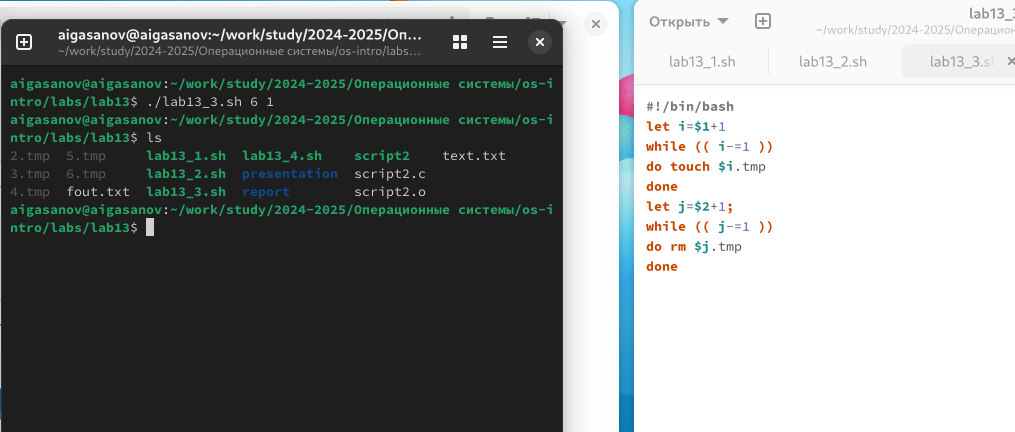 aigasanov@aigasanov:~/work/study/2024-2025/Оп...
~/work/study/2024-2025/Операционные системы/os-intro/labs...
aigasanov@aigasanov:~/work/study/2024-2025/Операционные системы/os-i
ntro/labs/lab13$ ./lab13_3.sh 6 1
aigasanov@aigasanov:~/work/study/2024-2025/Операционные системы/os-i
ntro/labs/lab13$ ls
2.tmp 5.tmp lab13_1.sh lab13_4.sh script2 text.txt
3.tmp 6.tmp lab13_2.sh presentation script2.c
4.tmp fout.txt lab13_3.sh report script2.o
aigasanov@aigasanov:~/work/study/2024-2025/Операционные системы/os-i
ntro/labs/lab13$
Открыть
lab13_3
~/work/study/2024-2025/Операцион
lab13_1.sh lab13_2.sh lab13_3.sh
#!/bin/bash
let i=$1+1
while (( i-=1 ))
do touch $i.tmp
done
let j=$2+1;
while (( j-=1 ))
do rm $j.tmp
done